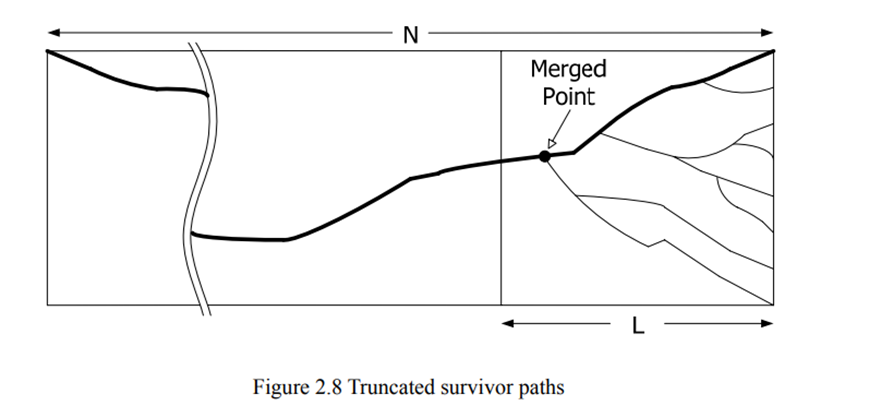 N
Merged
Point
L
Figure 2.8 Truncated survivor paths